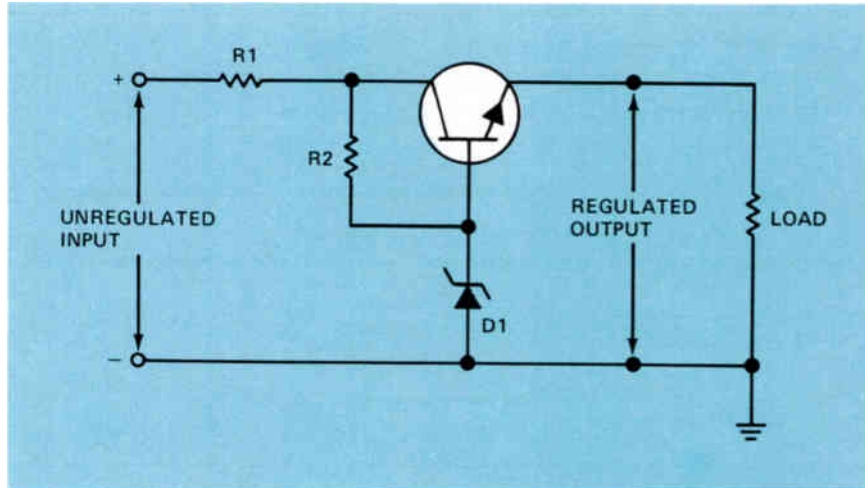 R1
+
R2
UNREGULATED
INPUT
REGULATED
OUTPUT
LOAD
D1
−